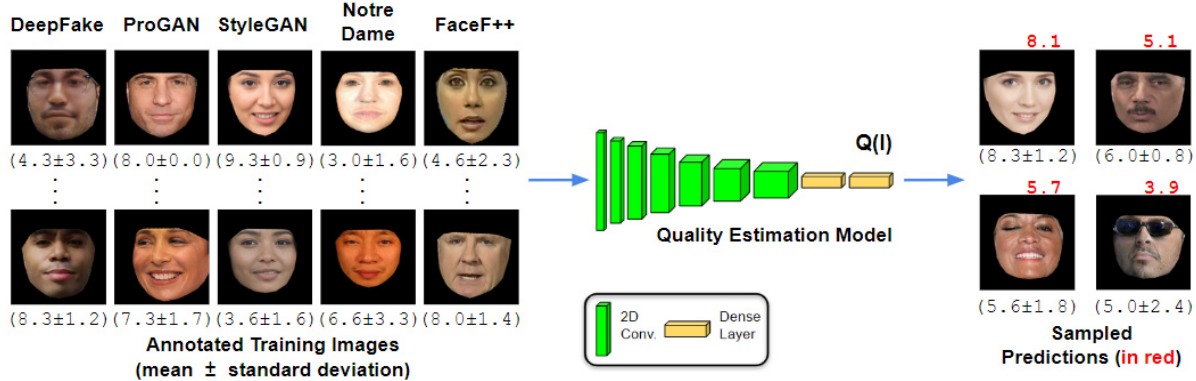 DeepFake ProGAN StyleGAN Notre Dame FaceF++
(4.3±3.3) (8.0±0.0) (9.3±0.9) (3.0±1.6) (4.6±2.3)
(8.3±1.2) (7.3±1.7) (3.6±1.6) (6.6±3.3) (8.0±1.4)
Annotated Training Images
(mean ± standard deviation)
Q(I)
Quality Estimation Model
2D Conv.
Dense Layer
8.1 5.1
(8.3±1.2) (6.0±0.8)
5.7 3.9
(5.6±1.8) (5.0±2.4)
Sampled
Predictions (in red)